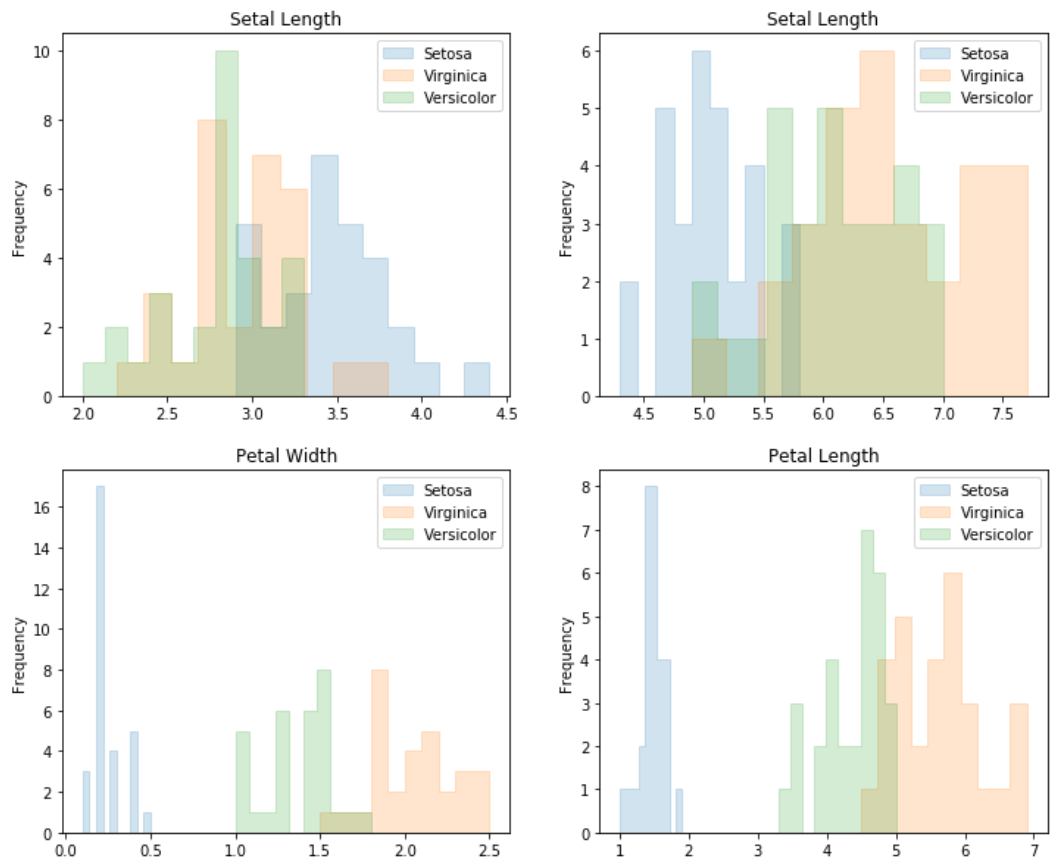 Setal Length
Frequency
10
8
6
4
2
0
Setosa
Virginica
Versicolor
2.0 2.5 3.0 3.5 4.0 4.5
Setal Length
Frequency
6
5
4
3
2
1
0
Setosa
Virginica
Versicolor
4.5 5.0 5.5 6.0 6.5 7.0 7.5
Petal Width
Frequency
16
14
12
10
8
6
4
2
0
Setosa
Virginica
Versicolor
0.0 0.5 1.0 1.5 2.0 2.5
Petal Length
Frequency
8
7
6
5
4
3
2
1
0
Setosa
Virginica
Versicolor
1 2 3 4 5 6 7